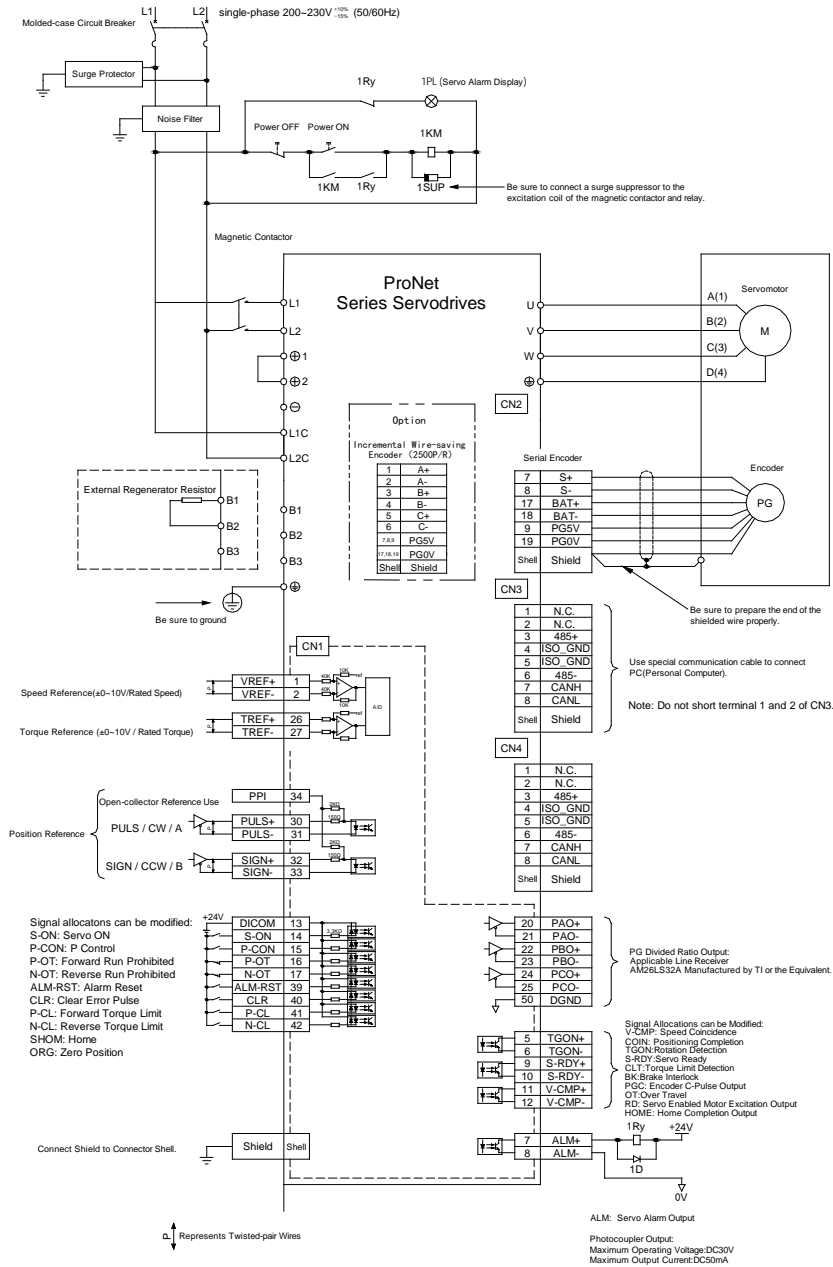 L1 L2 single-phase 200~230V +10% -15% (50/60Hz)
Molded-case Circuit Breaker
Surge Protector
Noise Filter
1Ry 1PL (Servo Alarm Display)
Power OFF Power ON 1KM
1KM 1Ry 1SUP
Be sure to connect a surge suppressor to the
excitation coil of the magnetic contactor and relay.
Magnetic Contactor
ProNet
Series Servodrives
L1
L2
1
2
L1C
L2C
B1
B2
B3
External Regenerator Resistor
B1
B2
B3
Be sure to ground
U
V
W
A(1)
B(2)
C(3)
D(4)
Servomotor
M
CN2
Option
Incremental Wire-saving
Encoder (2500P/R)
1 A+
2 A-
3 B+
4 B-
5 C+
6 C-
7,8,9 PG5V
17,18,19 PG0V
Shell Shield
Serial Encoder
7 S+
8 S-
17 BAT+
18 BAT-
9 PG5V
19 PG0V
Shell Shield
Encoder
PG
Be sure to prepare the end of the
shielded wire properly.
CN3
1 N.C.
2 N.C.
3 485+
4 ISO_GND
5 ISO_GND
6 485-
7 CANH
8 CANL
Shell Shield
Use special communication cable to connect
PC(Personal Computer).
Note: Do not short terminal 1 and 2 of CN3.
CN4
1 N.C.
2 N.C.
3 485+
4 ISO_GND
5 ISO_GND
6 485-
7 CANH
8 CANL
Shell Shield
CN1
Speed Reference(±0~10V/Rated Speed)
P
VREF+ 1
VREF- 2
40K
40K
10K
ref
10K
A/D
Torque Reference (±0~10V / Rated Torque)
P
TREF+ 26
TREF- 27
10K
ref
Position Reference
Open-collector Reference Use
PPI 34
2KΩ
PULS / CW / A
P
PULS+ 30
PULS- 31
150Ω
2KΩ
SIGN / CCW / B
P
SIGN+ 32
SIGN- 33
150Ω
Signal allocatons can be modified:
S-ON: Servo ON
P-CON: P Control
P-OT: Forward Run Prohibited
N-OT: Reverse Run Prohibited
ALM-RST: Alarm Reset
CLR: Clear Error Pulse
P-CL: Forward Torque Limit
N-CL: Reverse Torque Limit
SHOM: Home
ORG: Zero Position
+24V
DICOM 13
S-ON 14
P-CON 15
P-OT 16
N-OT 17
ALM-RST 39
CLR 40
P-CL 41
N-CL 42
3.3KΩ
Connect Shield to Connector Shell.
Shield Shell
20 PAO+
21 PAO-
22 PBO+
23 PBO-
24 PCO+
25 PCO-
50 DGND
PG Divided Ratio Output:
Applicable Line Receiver
AM26LS32A Manufactured by TI or the Equivalent.
5 TGON+
6 TGON-
9 S-RDY+
10 S-RDY-
11 V-CMP+
12 V-CMP-
Signal Allocations can be Modified:
V-CMP: Speed Coincidence
COIN: Positioning Completion
TGON:Rotation Detection
S-RDY:Servo Ready
CLT:Torque Limit Detection
BK:Brake Interlock
PGC: Encoder C-Pulse Output
OT:Over Travel
RD: Servo Enabled Motor Excitation Output
HOME: Home Completion Output
7 ALM+
8 ALM-
1Ry +24V
1D
0V
ALM: Servo Alarm Output
P Represents Twisted-pair Wires
Photocoupler Output:
Maximum Operating Voltage:DC30V
Maximum Output Current:DC50mA